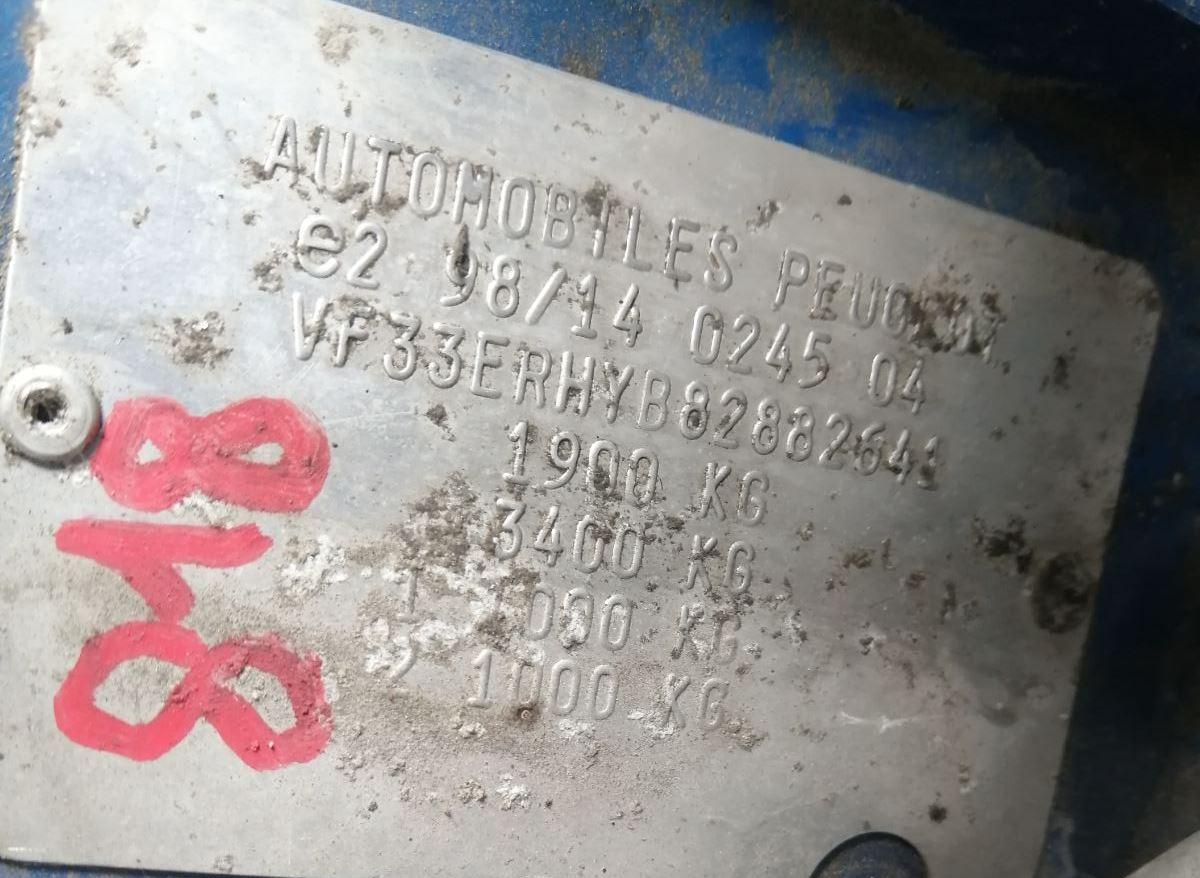 AUTOMOBILES PEUGEOT
e2 98/14 0245 04
VF33ERHYB82882641
1900 KG
3400 KG
1 1000 KG
2 1000 KG
818